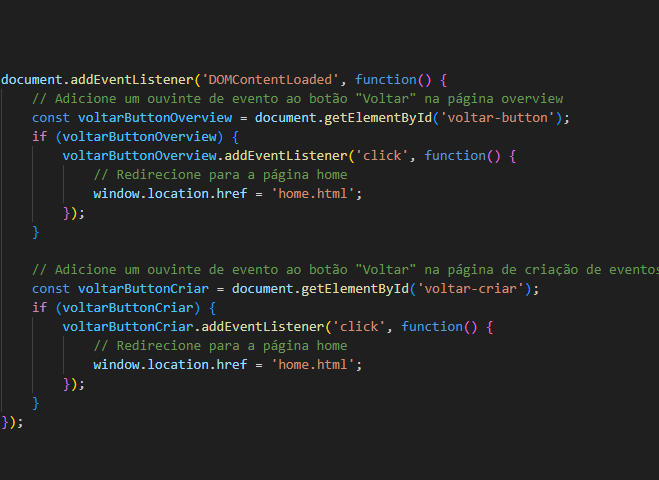 document.addEventListener('DOMContentLoaded', function() {
    // Adicione um ouvinte de evento ao botão "Voltar" na página overview
    const voltarButtonOverview = document.getElementById('voltar-button');
    if (voltarButtonOverview) {
        voltarButtonOverview.addEventListener('click', function() {
            // Redirecione para a página home
            window.location.href = 'home.html';
        });
    }

    // Adicione um ouvinte de evento ao botão "Voltar" na página de criação de eventos
    const voltarButtonCriar = document.getElementById('voltar-criar');
    if (voltarButtonCriar) {
        voltarButtonCriar.addEventListener('click', function() {
            // Redirecione para a página home
            window.location.href = 'home.html';
        });
    }
});